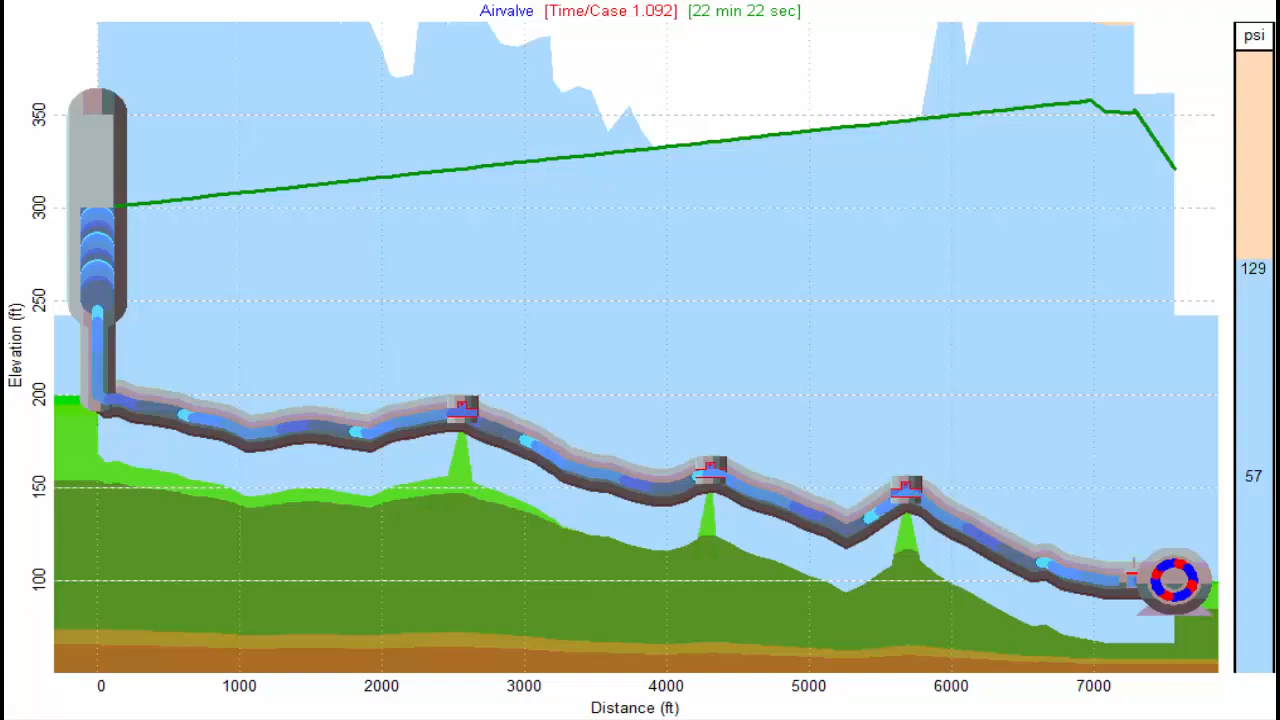 Airvalve [Time/Case 1.092] [22 min 22 sec]
psi
129
57
Elevation (ft)
350
300
250
200
150
100
0 1000 2000 3000 4000 5000 6000 7000
Distance (ft)